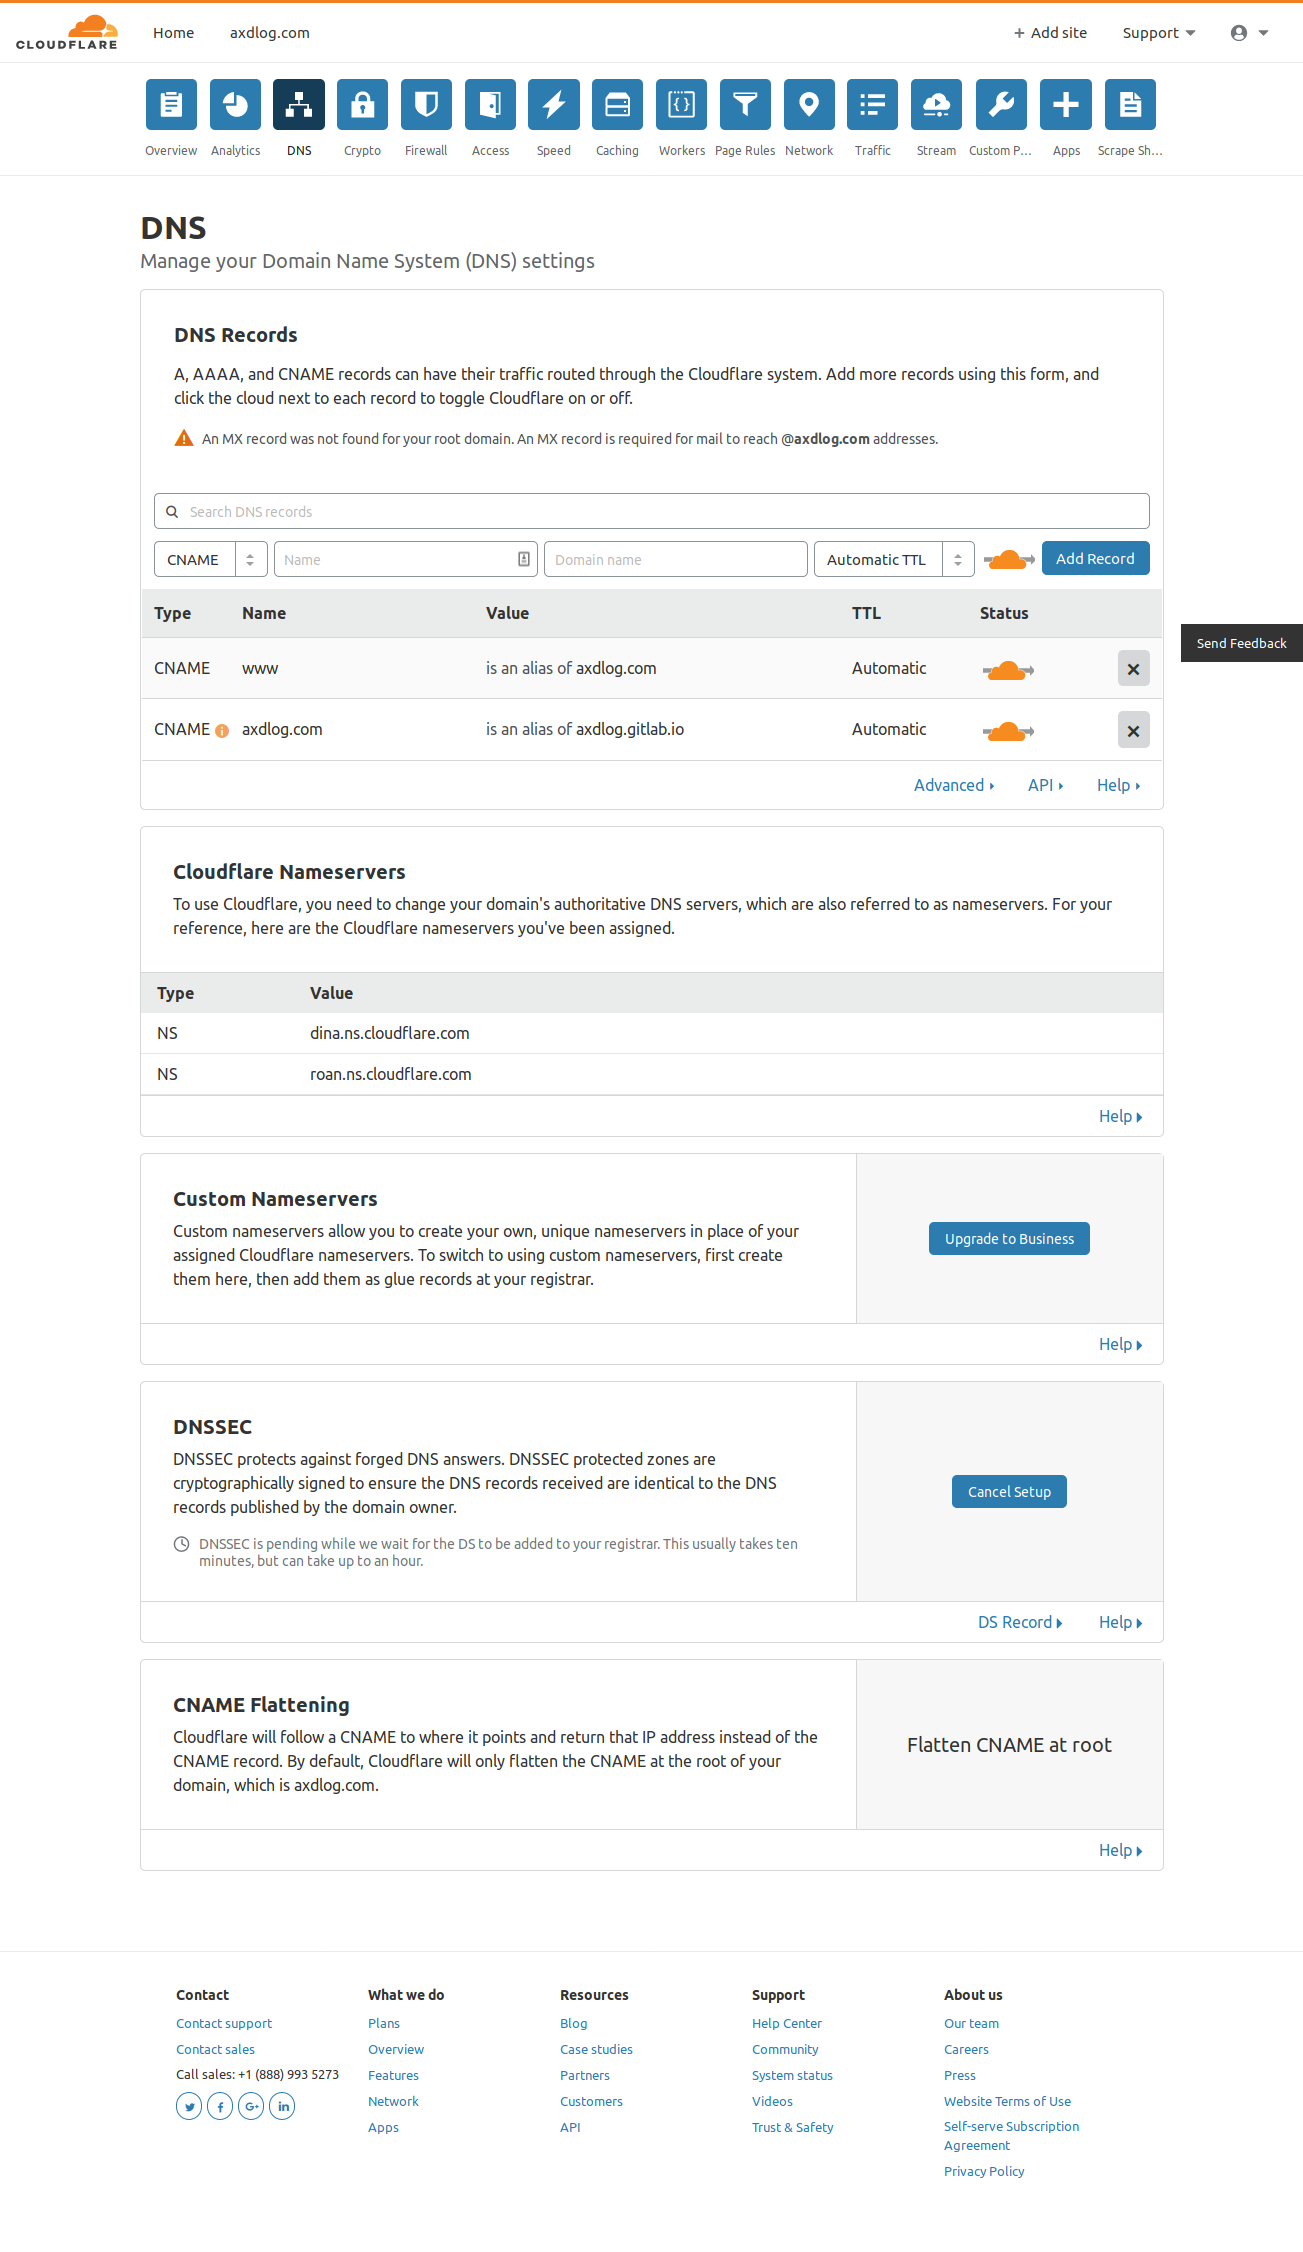 CLOUDFLARE
Home axdlog.com + Add site Support
Overview Analytics DNS Crypto Firewall Access Speed Caching Workers Page Rules Network Traffic Stream Custom P... Apps Scrape Sh...
DNS
Manage your Domain Name System (DNS) settings
DNS Records
A, AAAA, and CNAME records can have their traffic routed through the Cloudflare system. Add more records using this form, and
click the cloud next to each record to toggle Cloudflare on or off.
An MX record was not found for your root domain. An MX record is required for mail to reach @axdlog.com addresses.
Search DNS records
CNAME Name Domain name Automatic TTL Add Record
Type Name Value TTL Status
Send Feedback
CNAME www is an alias of axdlog.com Automatic
CNAME axdlog.com is an alias of axdlog.gitlab.io Automatic
Advanced API Help
Cloudflare Nameservers
To use Cloudflare, you need to change your domain's authoritative DNS servers, which are also referred to as nameservers. For your
reference, here are the Cloudflare nameservers you've been assigned.
Type Value
NS dina.ns.cloudflare.com
NS roan.ns.cloudflare.com
Help
Custom Nameservers
Custom nameservers allow you to create your own, unique nameservers in place of your
assigned Cloudflare nameservers. To switch to using custom nameservers, first create
them here, then add them as glue records at your registrar.
Upgrade to Business
Help
DNSSEC
DNSSEC protects against forged DNS answers. DNSSEC protected zones are
cryptographically signed to ensure the DNS records received are identical to the DNS
records published by the domain owner.
DNSSEC is pending while we wait for the DS to be added to your registrar. This usually takes ten
minutes, but can take up to an hour.
Cancel Setup
DS Record Help
CNAME Flattening
Cloudflare will follow a CNAME to where it points and return that IP address instead of the
CNAME record. By default, Cloudflare will only flatten the CNAME at the root of your
domain, which is axdlog.com.
Flatten CNAME at root
Help
Contact
Contact support
Contact sales
Call sales: +1 (888) 993 5273
What we do
Plans
Overview
Features
Network
Apps
Resources
Blog
Case studies
Partners
Customers
API
Support
Help Center
Community
System status
Videos
Trust & Safety
About us
Our team
Careers
Press
Website Terms of Use
Self-serve Subscription
Agreement
Privacy Policy